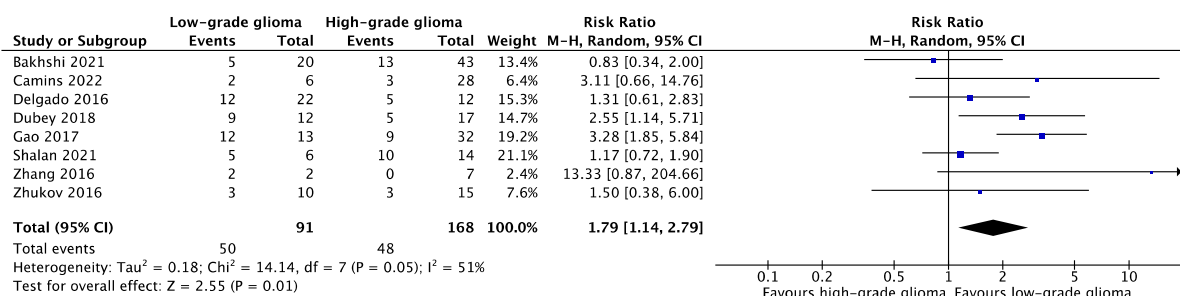 Low-grade glioma High-grade glioma Risk Ratio Risk Ratio
Study or Subgroup Events Total Events Total Weight M-H, Random, 95% CI M-H, Random, 95% CI
Bakhshi 2021 5 20 13 43 13.4% 0.83 [0.34, 2.00]
Camins 2022 2 6 3 28 6.4% 3.11 [0.66, 14.76]
Delgado 2016 12 22 5 12 15.3% 1.31 [0.61, 2.83]
Dubey 2018 9 12 5 17 14.7% 2.55 [1.14, 5.71]
Gao 2017 12 13 9 32 19.2% 3.28 [1.85, 5.84]
Shalan 2021 5 6 10 14 21.1% 1.17 [0.72, 1.90]
Zhang 2016 2 2 0 7 2.4% 13.33 [0.87, 204.66]
Zhukov 2016 3 10 3 15 7.6% 1.50 [0.38, 6.00]
Total (95% CI) 91 168 100.0% 1.79 [1.14, 2.79]
Total events 50 48
Heterogeneity: Tau² = 0.18; Chi² = 14.14, df = 7 (P = 0.05); I² = 51%
Test for overall effect: Z = 2.55 (P = 0.01)
0.1 0.2 0.5 1 2 5 10
Favours high-grade glioma Favours low-grade glioma